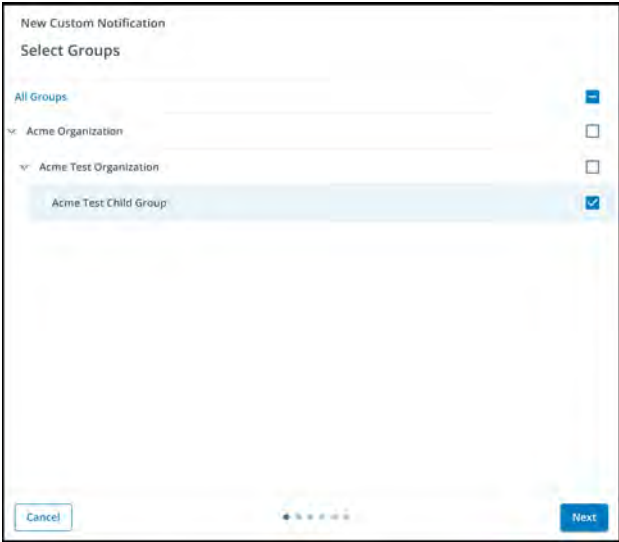 New Custom Notification
Select Groups
All Groups
Acme Organization
Acme Test Organization
Acme Test Child Group
Cancel
Next